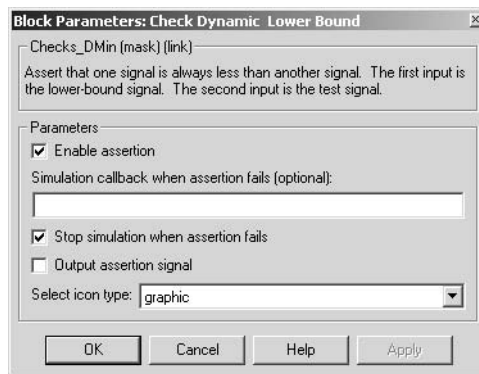 Block Parameters: Check Dynamic Lower Bound
Checks_DMin (mask) (link)
Assert that one signal is always less than another signal. The first input is
the lower-bound signal. The second input is the test signal.
Parameters
Enable assertion
Simulation callback when assertion fails (optional):
Stop simulation when assertion fails
Output assertion signal
Select icon type: graphic
OK Cancel Help Apply